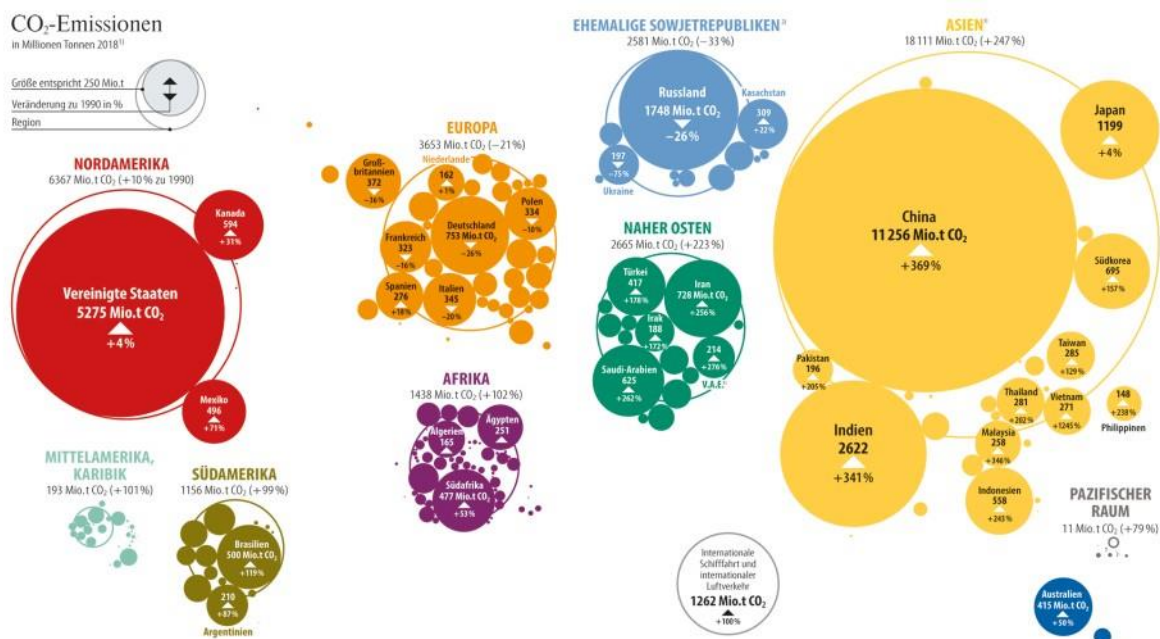 CO₂-Emissionen
in Millionen Tonnen 2018¹⁾
Größe entspricht 250 Mio.t
Veränderung zu 1990 in %
Region
NORDAMERIKA
6367 Mio.t CO₂ (+10 % zu 1990)
Kanada
594
+31%
Vereinigte Staaten
5275 Mio.t CO₂
+4%
Mexiko
496
+71%
MITTELAMERIKA,
KARIBIK
193 Mio.t CO₂ (+101%)
SÜDAMERIKA
1156 Mio.t CO₂ (+99%)
Brasilien
500 Mio.t CO₂
+119%
210
+87%
Argentinien
EUROPA
3653 Mio.t CO₂ (−21 %)
Groß-
britannien
372
−36%
Niederlande
162
+1%
Polen
334
−10%
Deutschland
753 Mio.t CO₂
−26%
Frankreich
323
−16%
Spanien
276
+18%
Italien
345
−20%
AFRIKA
1438 Mio.t CO₂ (+102 %)
Algerien
165
Ägypten
251
Südafrika
477 Mio.t CO₂
+53%
EHEMALIGE SOWJETREPUBLIKEN
2581 Mio.t CO₂ (−33 %)
Russland
1748 Mio.t CO₂
−26%
Kasachstan
309
+22%
197
−75%
Ukraine
NAHER OSTEN
2665 Mio.t CO₂ (+223 %)
Türkei
417
+178%
Iran
728 Mio.t CO₂
+256%
Irak
188
+172%
214
+276%
V.A.E.
Saudi-Arabien
625
+262%
Internationale
Schifffahrt und
internationaler
Luftverkehr
1262 Mio.t CO₂
+100%
ASIEN
18 111 Mio.t CO₂ (+247 %)
Japan
1199
+4%
China
11 256 Mio.t CO₂
+369%
Südkorea
695
+157%
Taiwan
285
+129%
Pakistan
196
+205%
Thailand
281
+202%
Vietnam
271
+1245%
148
+238%
Philippinen
Indien
2622
+341%
Malaysia
258
+346%
Indonesien
558
+245%
PAZIFISCHER
RAUM
11 Mio.t CO₂ (+79 %)
Australien
415 Mio.t CO₂
+50%